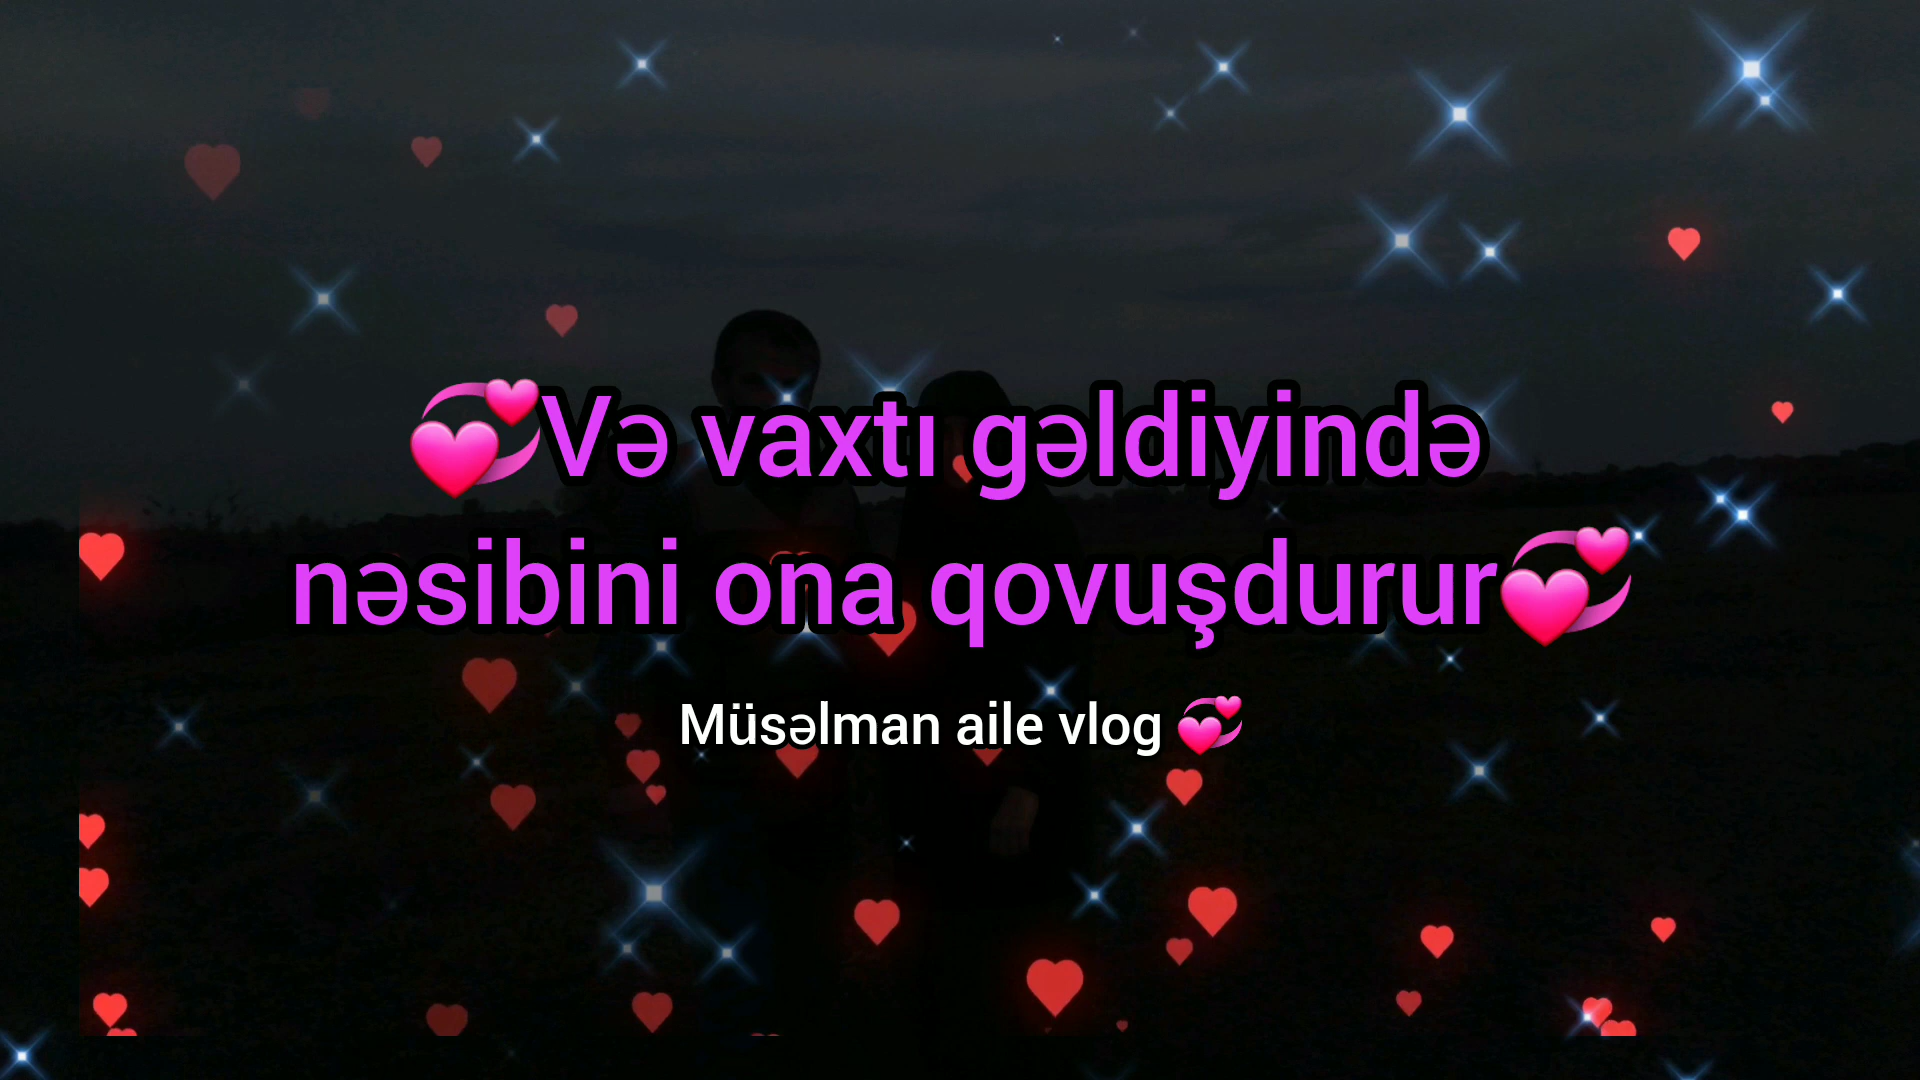 💞Və vaxtı gəldiyində
nəsibini ona qovuşdurur💞
Müsəlman aile vlog 💞